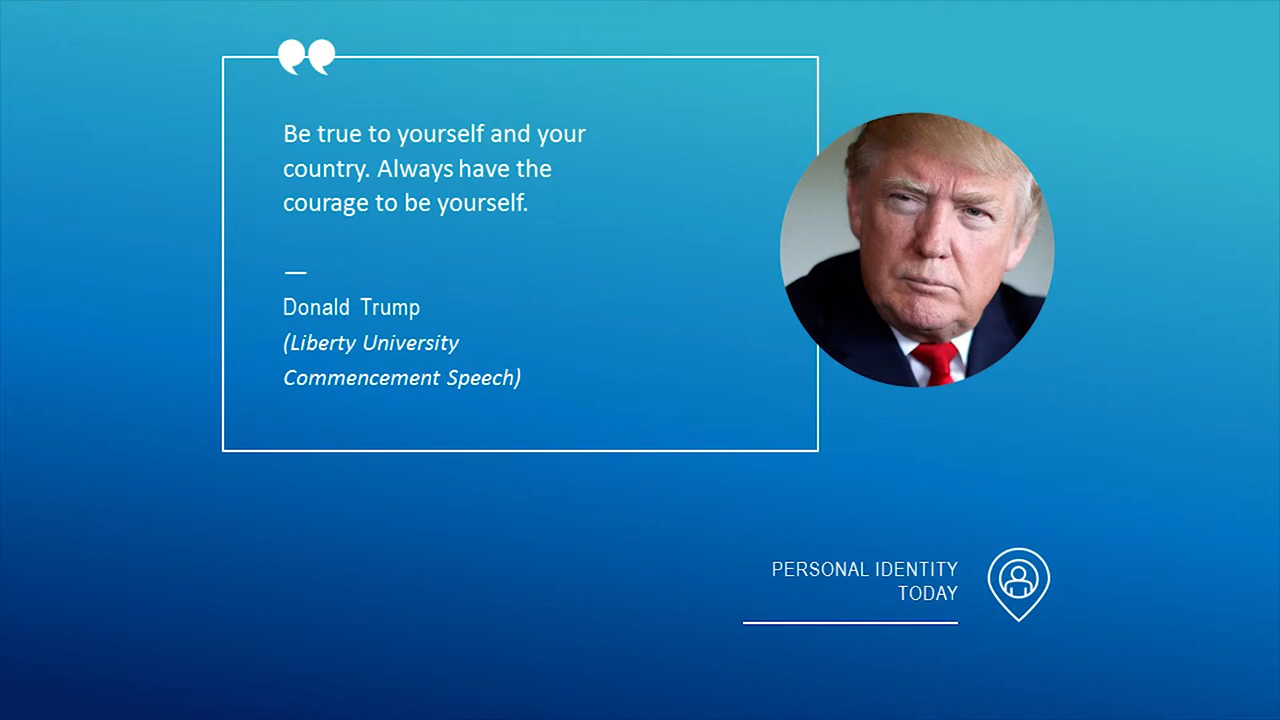 Be true to yourself and your
country. Always have the
courage to be yourself.
—
Donald Trump
(Liberty University
Commencement Speech)
PERSONAL IDENTITY
TODAY